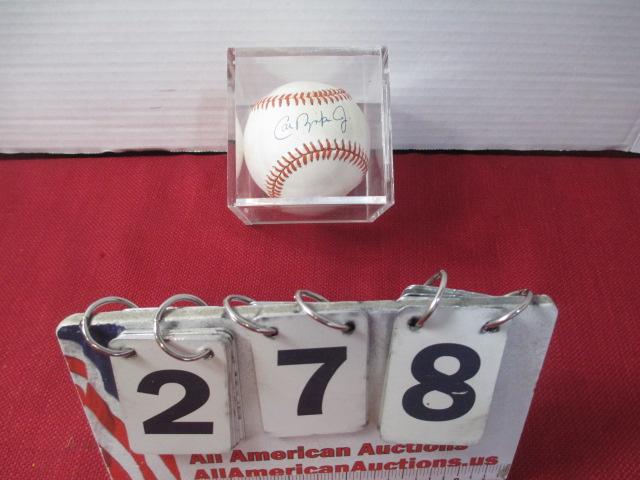 Cal Ripken Jr
2 7 8
All American Auctions
AllAmericanAuctions.us